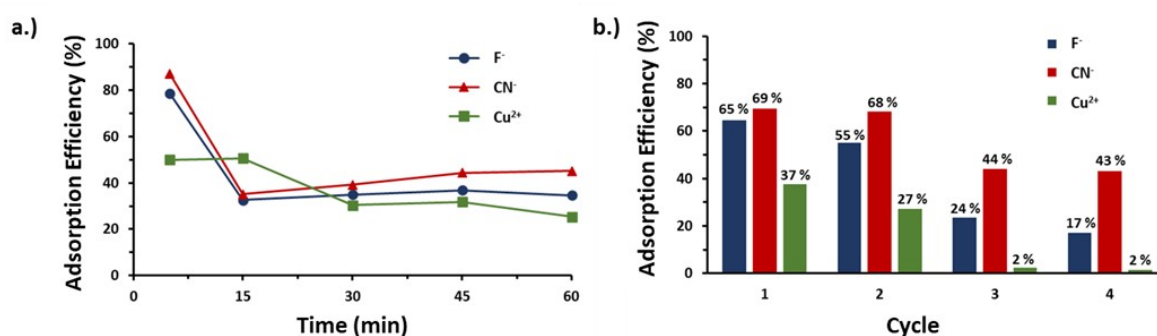 a.)
Adsorption Efficiency (%)
100
80
60
40
20
0
0
15
30
45
60
Time (min)
F⁻
CN⁻
Cu²⁺
b.)
Adsorption Efficiency (%)
100
80
60
40
20
0
65 %
69 %
37 %
55 %
68 %
27 %
24 %
44 %
2 %
17 %
43 %
2 %
1
2
3
4
Cycle
F⁻
CN⁻
Cu²⁺